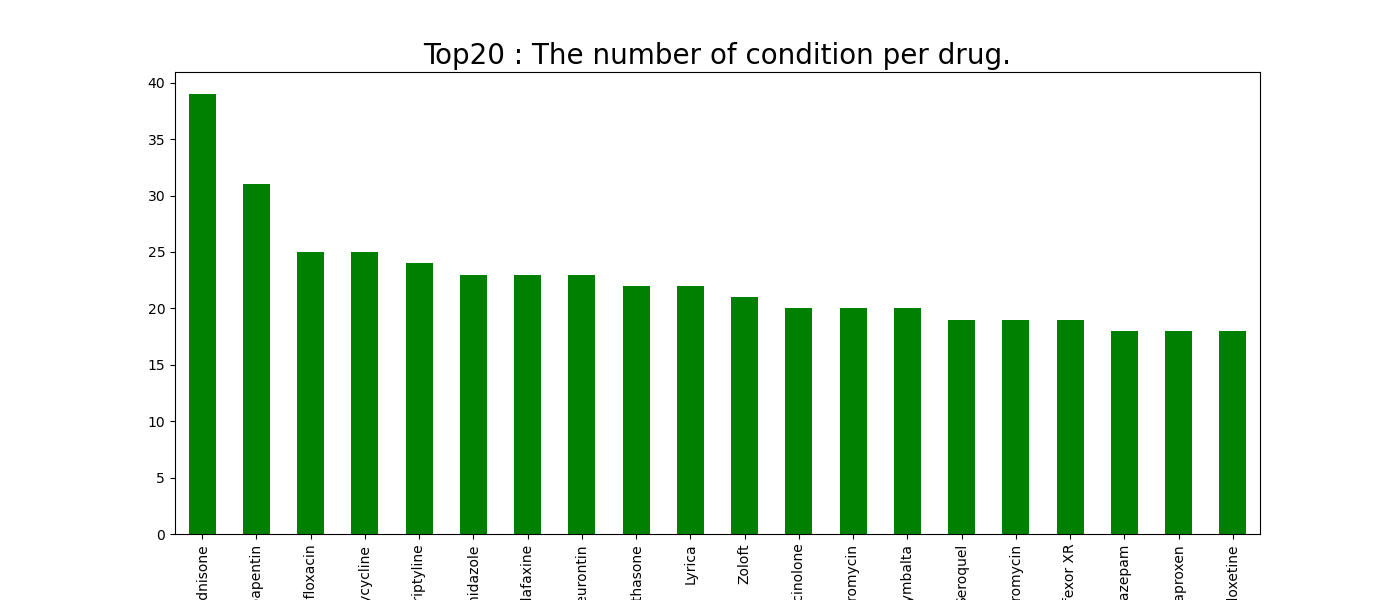 Top20 : The number of condition per drug.
40
35
30
25
20
15
10
5
0
dnisone
apentin
floxacin
ycycline
riptyline
nidazole
lafaxine
eurontin
thasone
Lyrica
Zoloft
cinolone
romycin
ymbalta
Seroquel
romycin
fexor XR
azepam
aproxen
loxetine